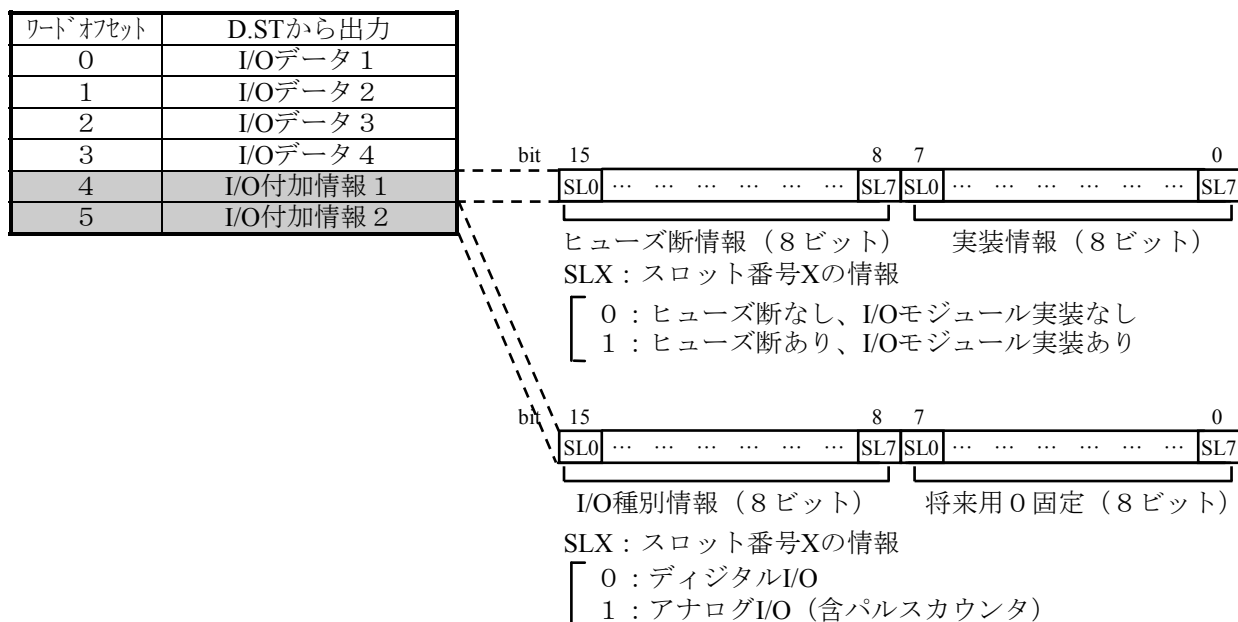 ワードオフセット D.STから出力
0 I/Oデータ1
1 I/Oデータ2
2 I/Oデータ3
3 I/Oデータ4
4 I/O付加情報1
5 I/O付加情報2
bit 15 8 7 0
SL0 … … … … … … SL7 SL0 … … … … … … SL7
ヒューズ断情報(8ビット) 実装情報(8ビット)
SLX:スロット番号Xの情報
0:ヒューズ断なし、I/Oモジュール実装なし
1:ヒューズ断あり、I/Oモジュール実装あり
bit 15 8 7 0
SL0 … … … … … … SL7 SL0 … … … … … … SL7
I/O種別情報(8ビット) 将来用0固定(8ビット)
SLX:スロット番号Xの情報
0:ディジタルI/O
1:アナログI/O(含パルスカウンタ)